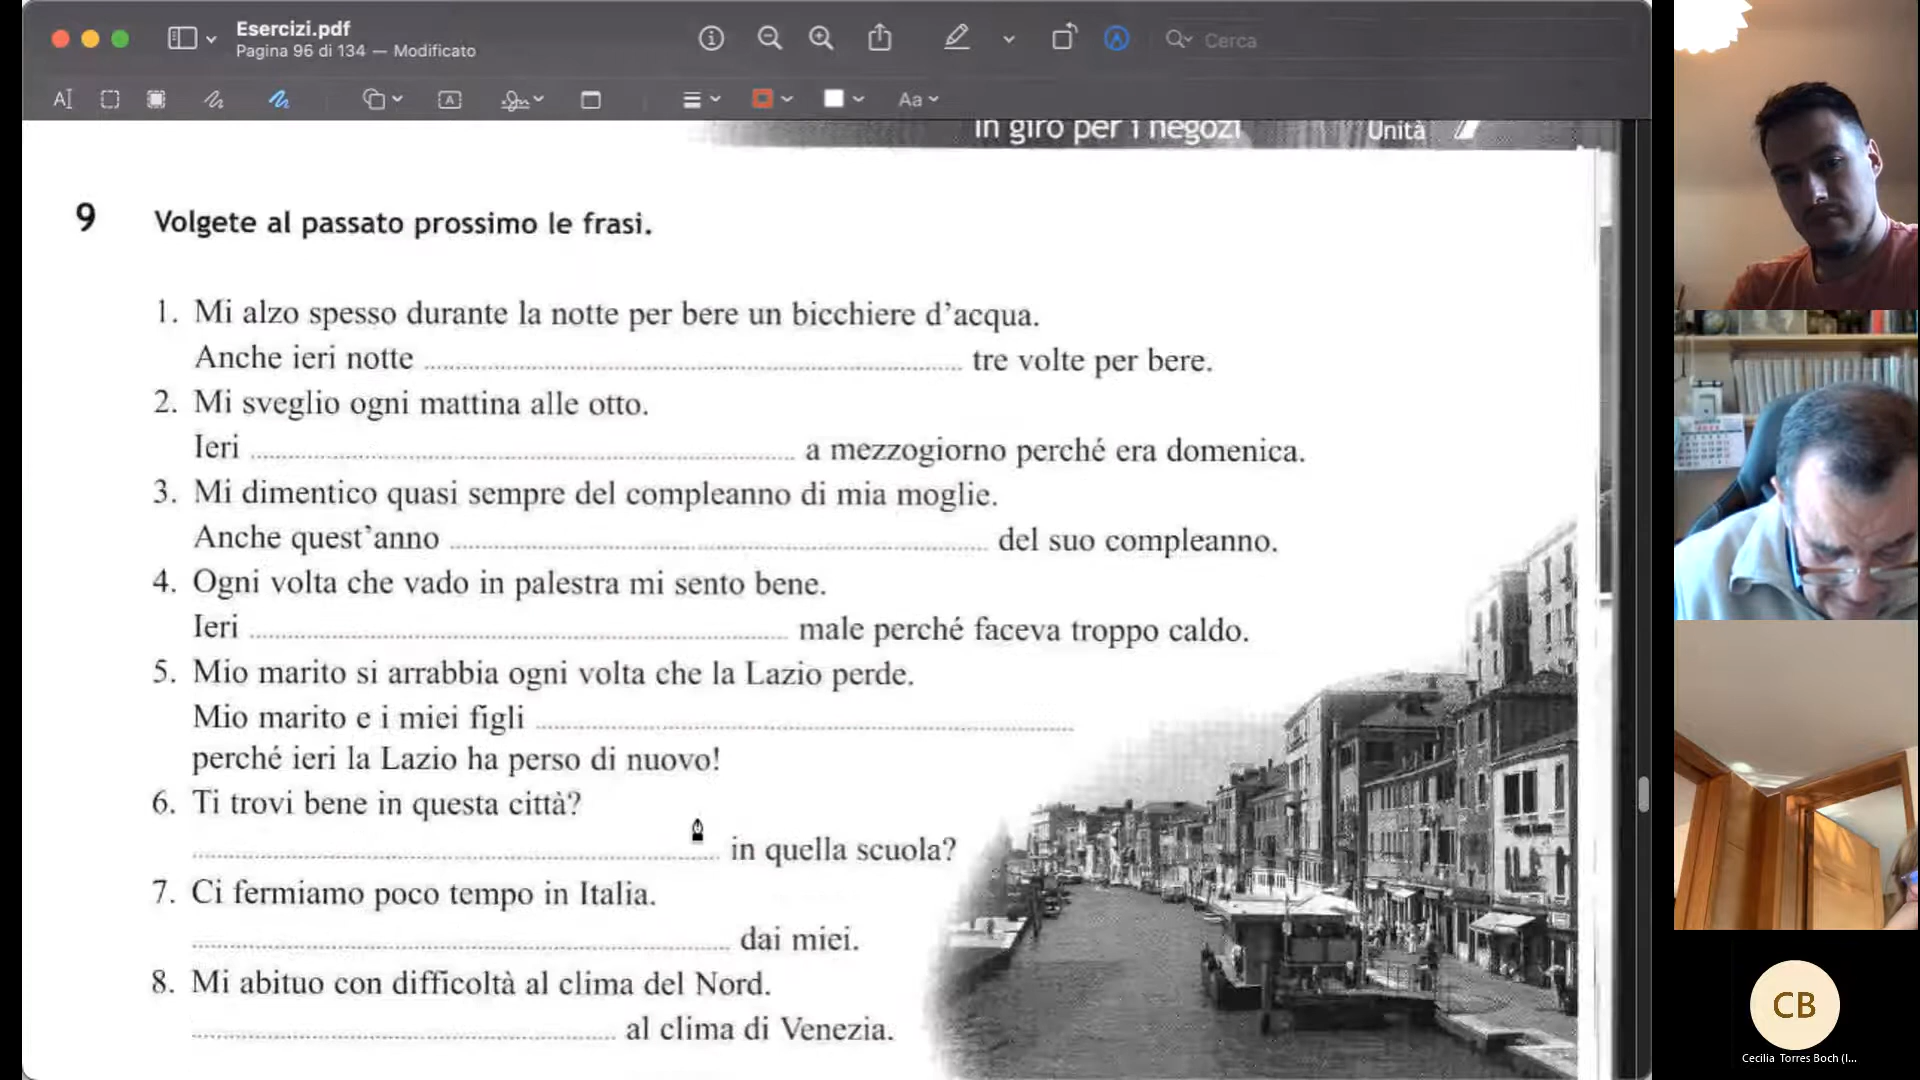 Esercizi.pdf
Pagina 96 di 134 — Modificato
Cerca
Aa
in giro per i negozi
Unità 7
9 Volgete al passato prossimo le frasi.
1. Mi alzo spesso durante la notte per bere un bicchiere d'acqua.
Anche ieri notte ........ tre volte per bere.
2. Mi sveglio ogni mattina alle otto.
Ieri ........ a mezzogiorno perché era domenica.
3. Mi dimentico quasi sempre del compleanno di mia moglie.
Anche quest'anno ........ del suo compleanno.
4. Ogni volta che vado in palestra mi sento bene.
Ieri ........ male perché faceva troppo caldo.
5. Mio marito si arrabbia ogni volta che la Lazio perde.
Mio marito e i miei figli ........
perché ieri la Lazio ha perso di nuovo!
6. Ti trovi bene in questa città?
........ in quella scuola?
7. Ci fermiamo poco tempo in Italia.
........ dai miei.
8. Mi abituo con difficoltà al clima del Nord.
........ al clima di Venezia.
CB
Cecilia Torres Boch (I...